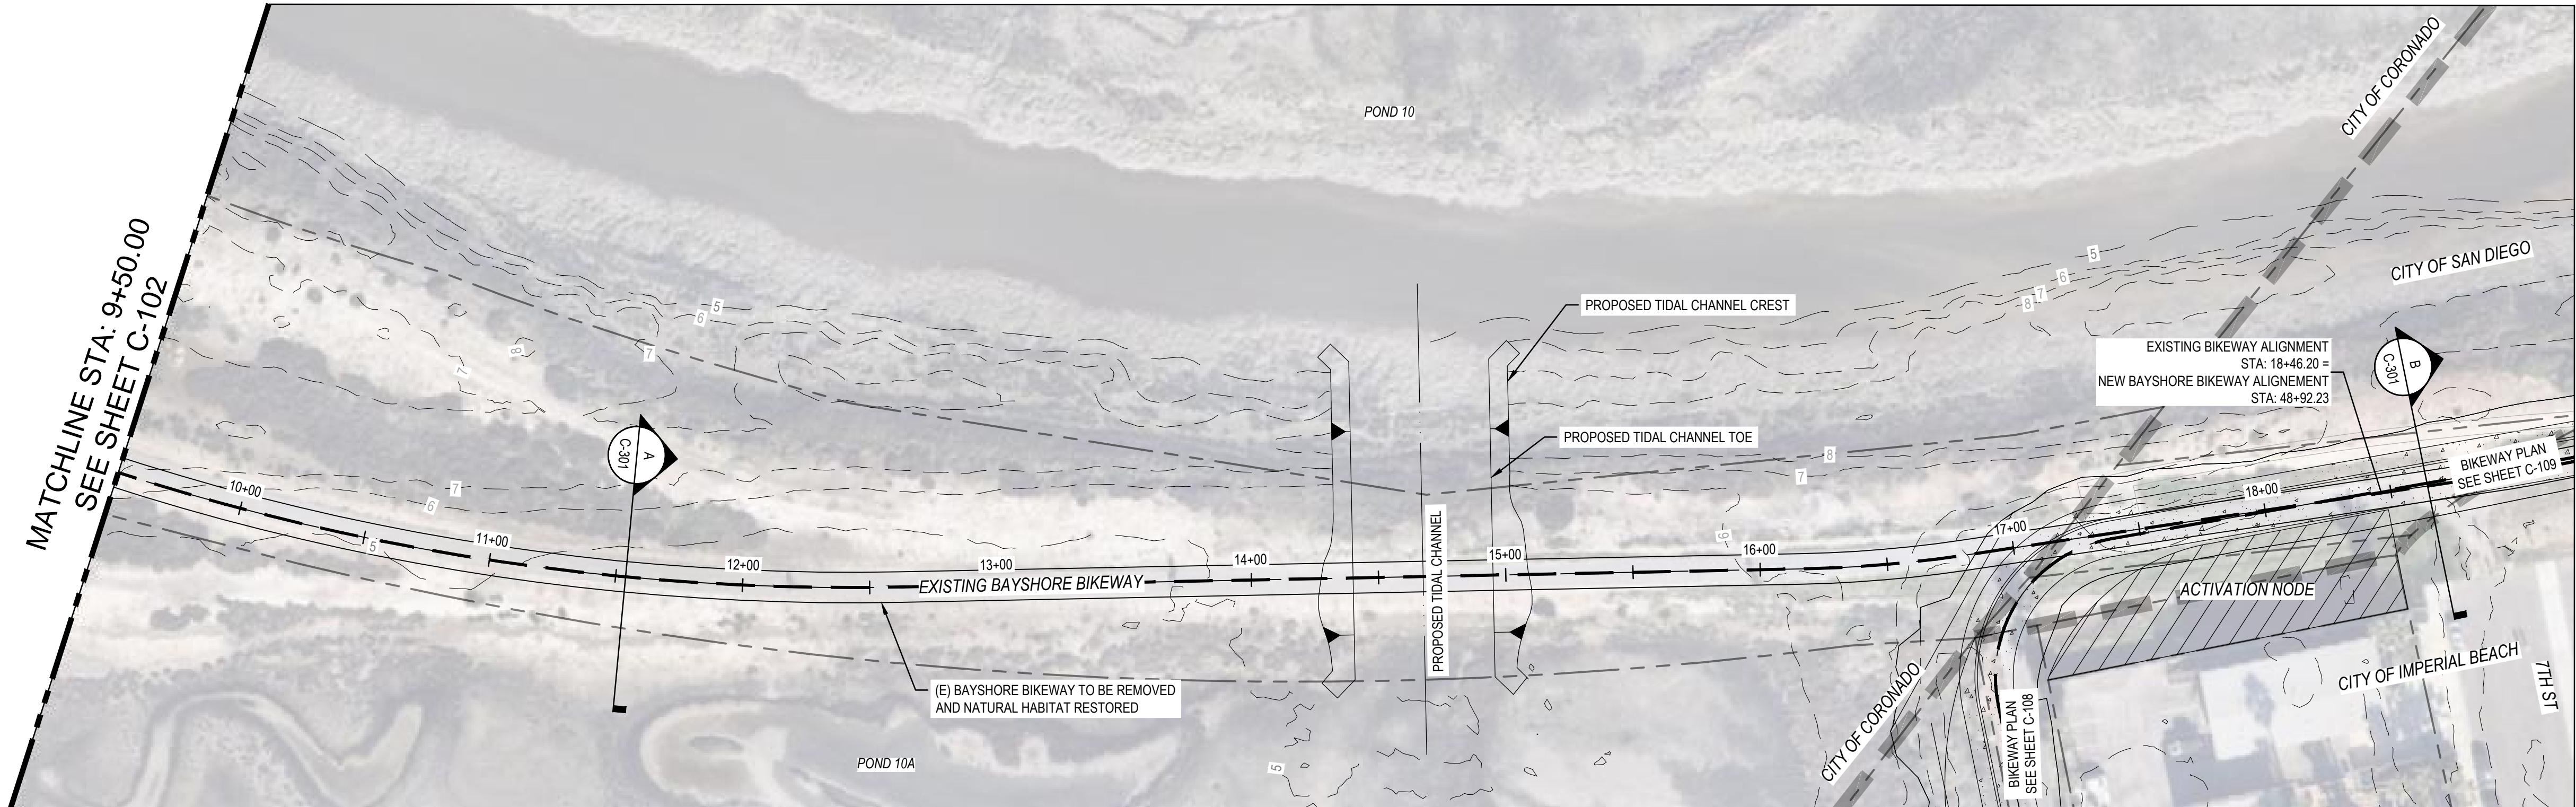 MATCHLINE STA: 9+50.00
SEE SHEET C-102
POND 10
CITY OF CORONADO
CITY OF SAN DIEGO
5
6
7
8
5
6
7
8
7
PROPOSED TIDAL CHANNEL CREST
PROPOSED TIDAL CHANNEL TOE
EXISTING BIKEWAY ALIGNMENT
STA: 18+46.20 =
NEW BAYSHORE BIKEWAY ALIGNEMENT
STA: 48+92.23
A
C-301
B
C-301
8
7
7
6
5
6
BIKEWAY PLAN
SEE SHEET C-109
10+00
11+00
12+00
13+00
14+00
15+00
16+00
17+00
18+00
EXISTING BAYSHORE BIKEWAY
PROPOSED TIDAL CHANNEL
ACTIVATION NODE
(E) BAYSHORE BIKEWAY TO BE REMOVED
AND NATURAL HABITAT RESTORED
CITY OF IMPERIAL BEACH
7TH ST
CITY OF CORONADO
BIKEWAY PLAN
SEE SHEET C-108
POND 10A
5